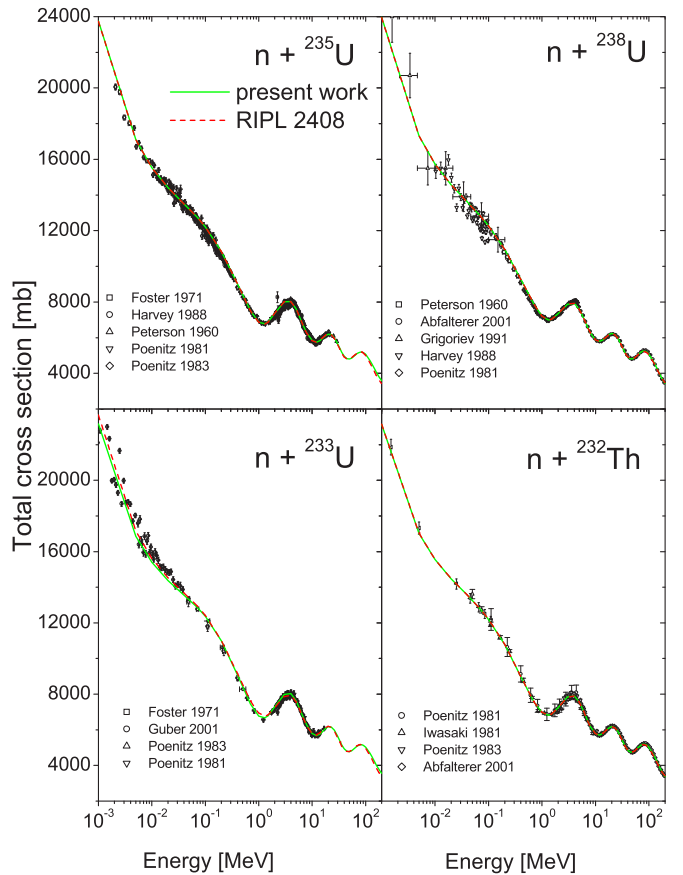 24000
20000
16000
12000
8000
4000
n + 235U
present work
RIPL 2408
Foster 1971
Harvey 1988
Peterson 1960
Poenitz 1981
Poenitz 1983
n + 238U
Peterson 1960
Abfalterer 2001
Grigoriev 1991
Harvey 1988
Poenitz 1981
Total cross section [mb]
20000
16000
12000
8000
4000
n + 233U
Foster 1971
Guber 2001
Poenitz 1983
Poenitz 1981
n + 232Th
Poenitz 1981
Iwasaki 1981
Poenitz 1983
Abfalterer 2001
10-3 10-2 10-1 100 101 102
10-2 10-1 100 101 102
Energy [MeV]
Energy [MeV]